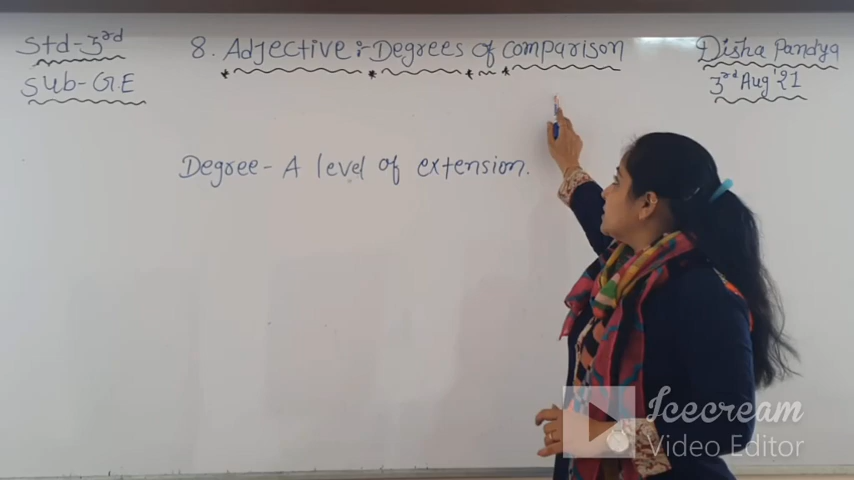 Std-3rd
Sub-G.E
8. Adjective:-Degrees of comparison
Disha Pandya
3rd Aug'21
Degree- A level of extension.
Icecream
Video Editor